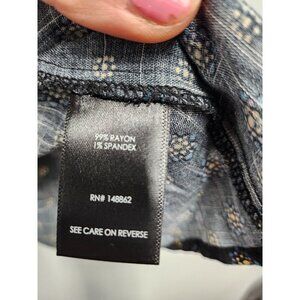 99% RAYON
1% SPANDEX
RN# 148862
SEE CARE ON REVERSE